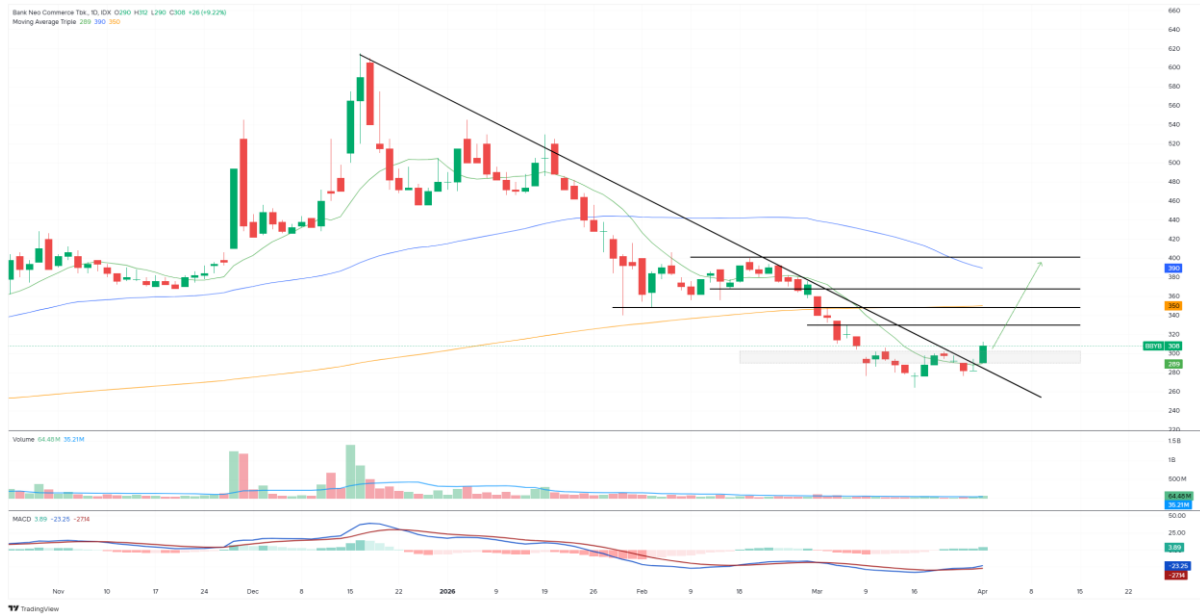 Bank Neo Commerce Tbk., 1D, IDX O290 H312 L290 C308 +26 (+9.22%)
Moving Average Triple 289 390 350
660
640
620
600
580
560
540
520
500
480
460
440
420
400
390
380
360
350
340
320
BBYB 308
300
289
280
260
240
220
Volume 64.48M 35.21M
1.5B
1B
500M
64.48M
35.21M
MACD 3.89 -23.25 -27.14
50.00
25.00
3.89
-23.25
-27.14
Nov 10 17 24 Dec 8 15 22 2026 9 19 26 Feb 9 18 Mar 9 16 Apr 8 15 22
TradingView